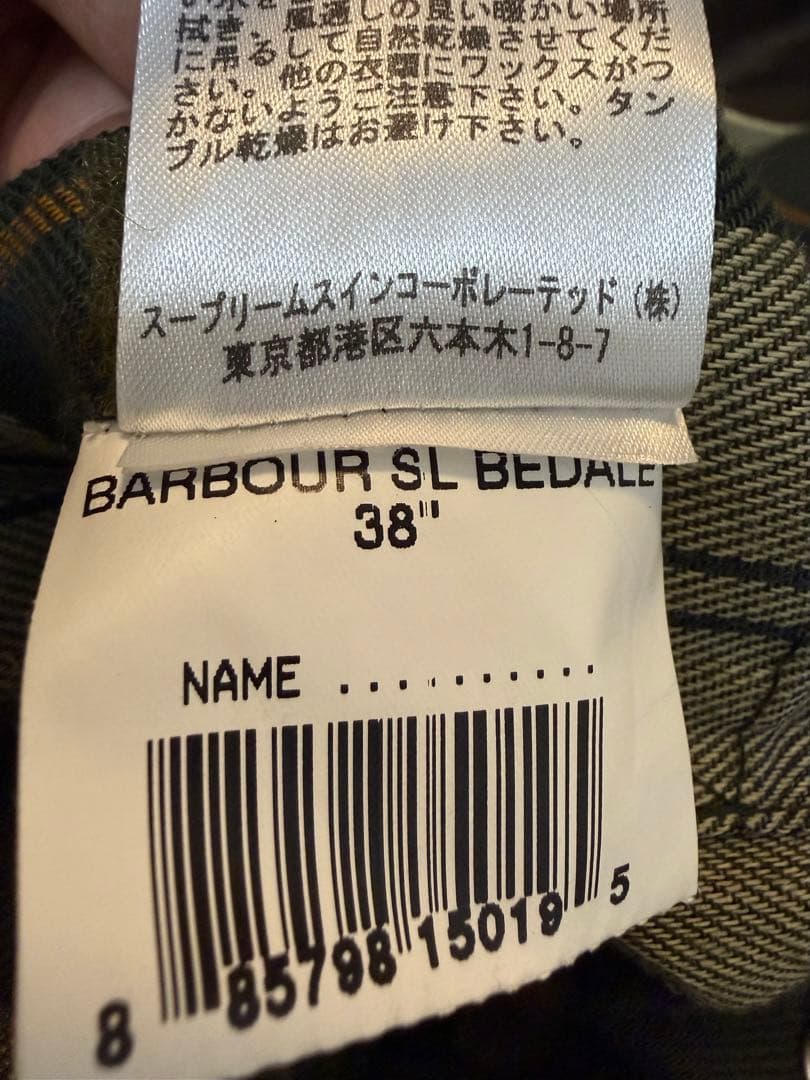 拭き、風通しの良い暖かい場所
に吊るして自然乾燥させてくだ
さい。他の衣類にワックスがつ
かないようご注意下さい。タン
ブル乾燥はお避け下さい。
スープリームスインコーポレーテッド (株)
東京都港区六本木1-8-7
BARBOUR SL BEDALE
38"
NAME ..........
8 85798 15019 5